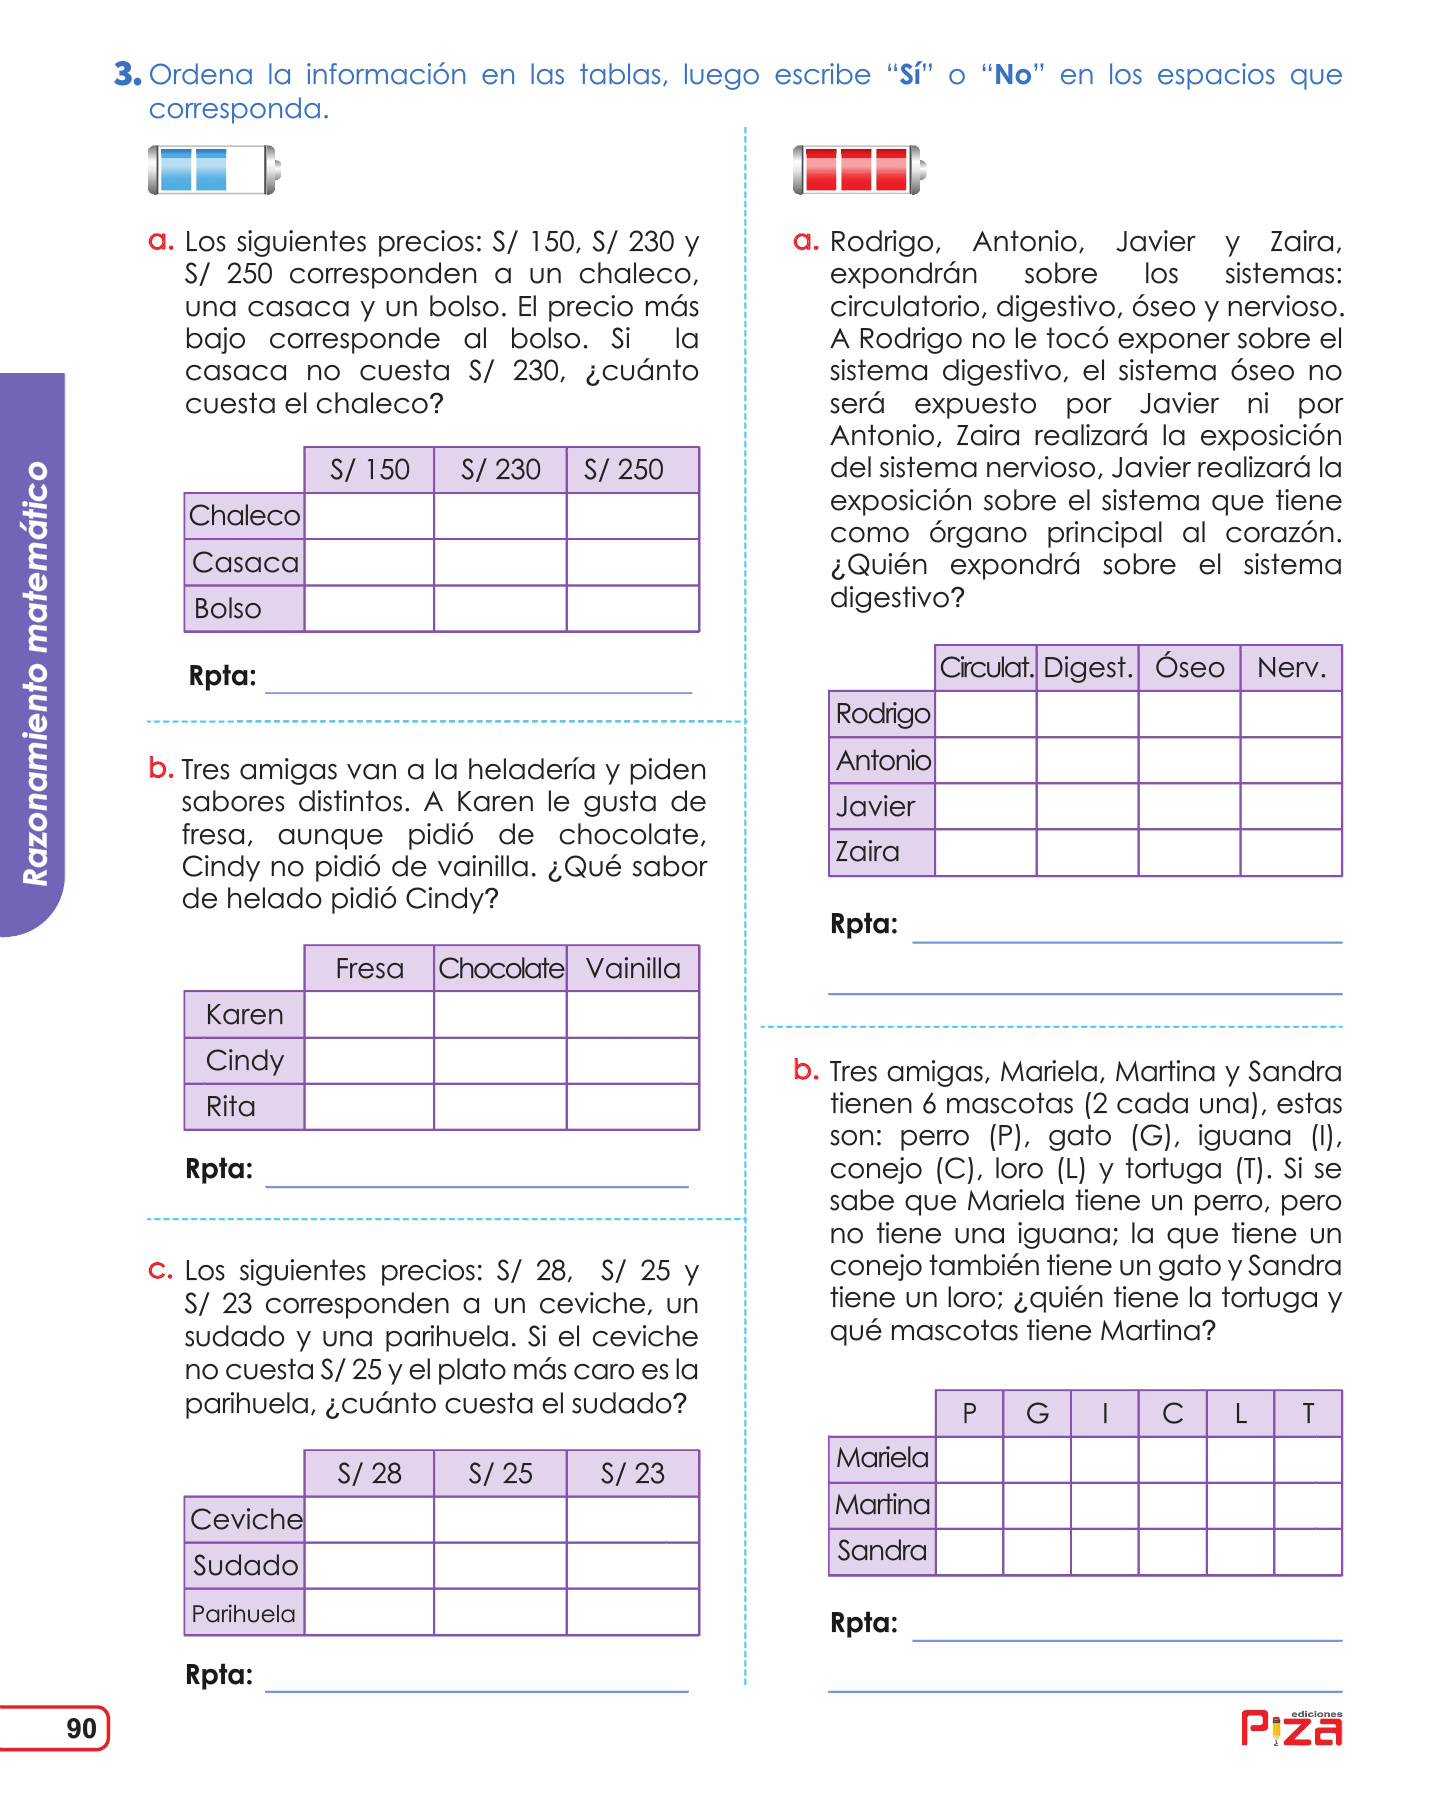 3. Ordena la información en las tablas, luego escribe “Sí” o “No” en los espacios que
corresponda.
a. Los siguientes precios: S/ 150, S/ 230 y
S/ 250 corresponden a un chaleco,
una casaca y un bolso. El precio más
bajo corresponde al bolso. Si la
casaca no cuesta S/ 230, ¿cuánto
cuesta el chaleco?
S/ 150 S/ 230 S/ 250
Chaleco
Casaca
Bolso
Rpta:
b. Tres amigas van a la heladería y piden
sabores distintos. A Karen le gusta de
fresa, aunque pidió de chocolate,
Cindy no pidió de vainilla. ¿Qué sabor
de helado pidió Cindy?
Fresa Chocolate Vainilla
Karen
Cindy
Rita
Rpta:
c. Los siguientes precios: S/ 28, S/ 25 y
S/ 23 corresponden a un ceviche, un
sudado y una parihuela. Si el ceviche
no cuesta S/ 25 y el plato más caro es la
parihuela, ¿cuánto cuesta el sudado?
S/ 28 S/ 25 S/ 23
Ceviche
Sudado
Parihuela
Rpta:
a. Rodrigo, Antonio, Javier y Zaira,
expondrán sobre los sistemas:
circulatorio, digestivo, óseo y nervioso.
A Rodrigo no le tocó exponer sobre el
sistema digestivo, el sistema óseo no
será expuesto por Javier ni por
Antonio, Zaira realizará la exposición
del sistema nervioso, Javier realizará la
exposición sobre el sistema que tiene
como órgano principal al corazón.
¿Quién expondrá sobre el sistema
digestivo?
Circulat. Digest. Óseo Nerv.
Rodrigo
Antonio
Javier
Zaira
Rpta:
b. Tres amigas, Mariela, Martina y Sandra
tienen 6 mascotas (2 cada una), estas
son: perro (P), gato (G), iguana (I),
conejo (C), loro (L) y tortuga (T). Si se
sabe que Mariela tiene un perro, pero
no tiene una iguana; la que tiene un
conejo también tiene un gato y Sandra
tiene un loro; ¿quién tiene la tortuga y
qué mascotas tiene Martina?
P G I C L T
Mariela
Martina
Sandra
Rpta:
Razonamiento matemático
90
ediciones
Piza